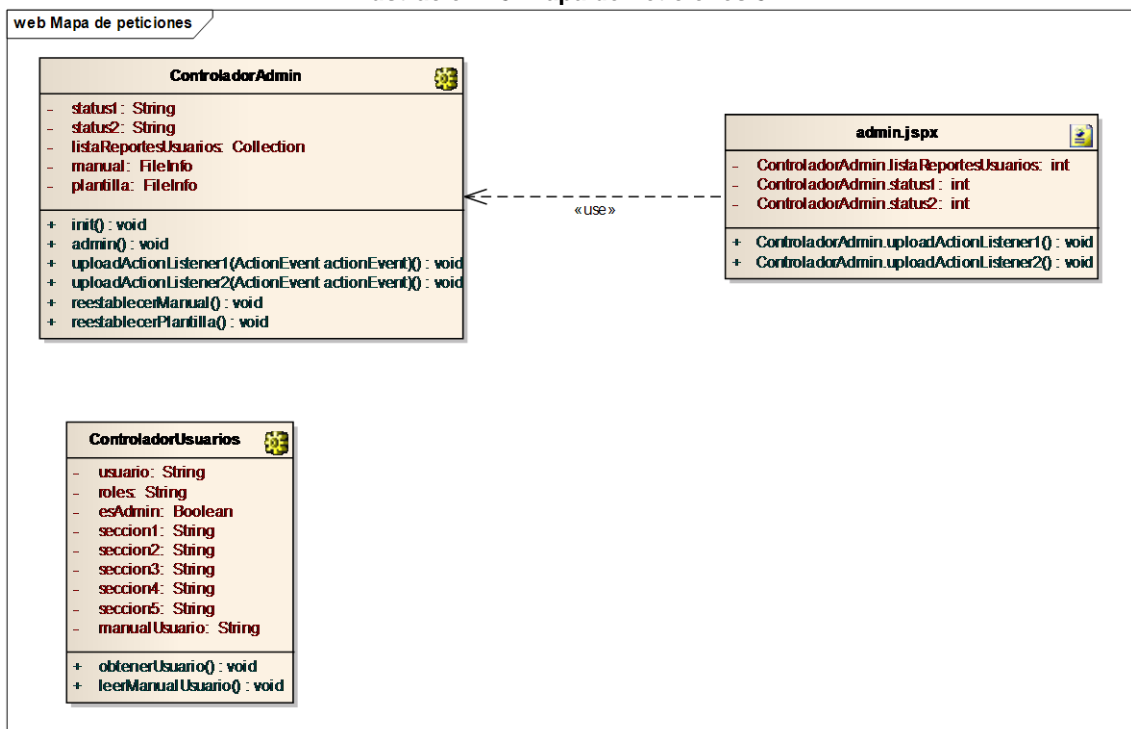 web Mapa de peticiones
ControladorAdmin
- status1: String
- status2: String
- listaReportesUsuarios: Collection
- manual: FileInfo
- plantilla: FileInfo
+ init() : void
+ admin() : void
+ uploadActionListener1(ActionEvent actionEvent)() : void
+ uploadActionListener2(ActionEvent actionEvent)() : void
+ reestablecerManual() : void
+ reestablecerPlantilla() : void
«use»
admin.jspx
- ControladorAdmin.listaReportesUsuarios: int
- ControladorAdmin.status1: int
- ControladorAdmin.status2: int
+ ControladorAdmin.uploadActionListener1() : void
+ ControladorAdmin.uploadActionListener2() : void
ControladorUsuarios
- usuario: String
- roles: String
- esAdmin: Boolean
- seccion1: String
- seccion2: String
- seccion3: String
- seccion4: String
- seccion5: String
- manualUsuario: String
+ obtenerUsuario() : void
+ leerManualUsuario() : void